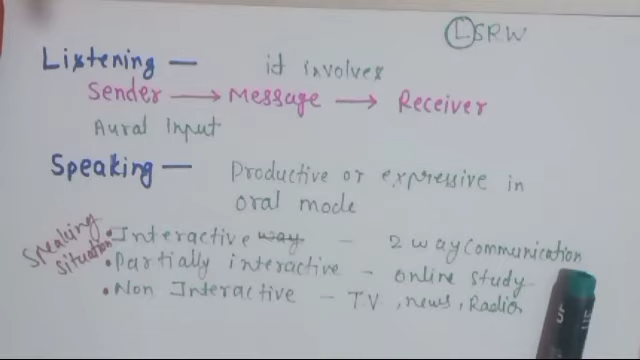 LSRW
Listening — it involves
Sender → Message → Receiver
Aural Input
Speaking — Productive or expressive in
oral mode
Speaking
situation
• Interactive way - 2 way communication
• Partially interactive - online study
• Non Interactive - TV, news, Radio